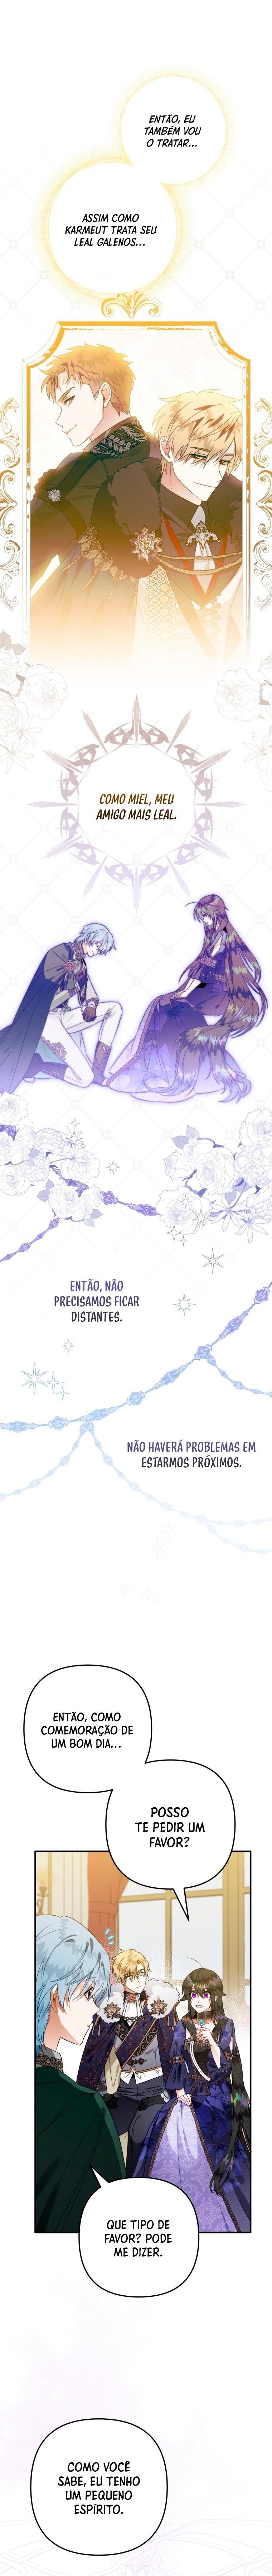 ENTÃO, EU
TAMBÉM VOU
O TRATAR...
ASSIM COMO
KARMEUT TRATA SEU
LEAL GALENOS...
COMO MIEL, MEU
AMIGO MAIS LEAL.
ENTÃO, NÃO
PRECISAMOS FICAR
DISTANTES.
NÃO HAVERÁ PROBLEMAS EM
ESTARMOS PRÓXIMOS.
ENTÃO, COMO
COMEMORAÇÃO DE
UM BOM DIA...
POSSO
TE PEDIR UM
FAVOR?
QUE TIPO DE
FAVOR? PODE
ME DIZER.
COMO VOCÊ
SABE, EU TENHO
UM PEQUENO
ESPÍRITO.